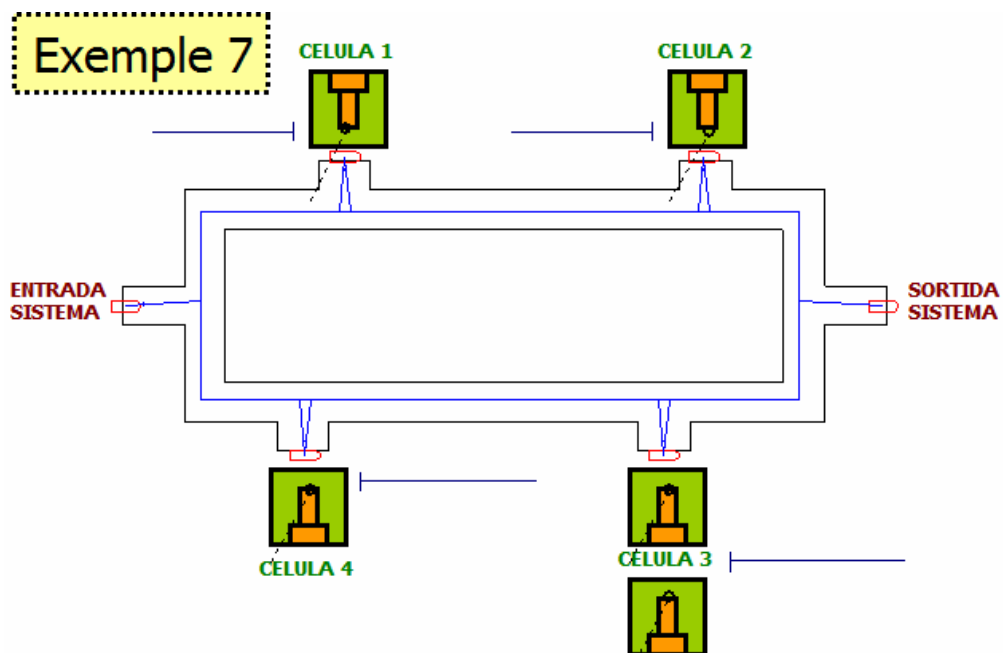 Exemple 7
CELULA 1
CELULA 2
ENTRADA
SISTEMA
SORTIDA
SISTEMA
CELULA 4
CELULA 3